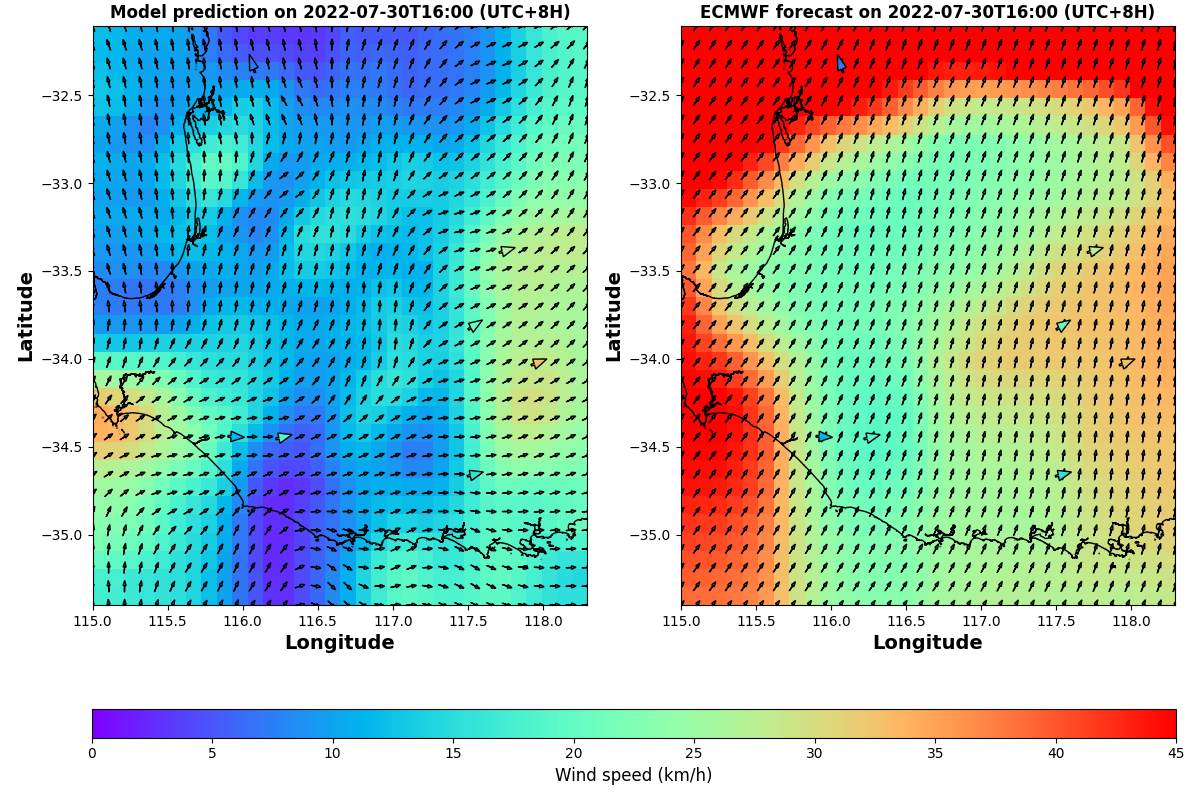 Model prediction on 2022-07-30T16:00 (UTC+8H)
ECMWF forecast on 2022-07-30T16:00 (UTC+8H)
Latitude
−32.5
−33.0
−33.5
−34.0
−34.5
−35.0
115.0 115.5 116.0 116.5 117.0 117.5 118.0
Longitude
Latitude
−32.5
−33.0
−33.5
−34.0
−34.5
−35.0
115.0 115.5 116.0 116.5 117.0 117.5 118.0
Longitude
0 5 10 15 20 25 30 35 40 45
Wind speed (km/h)